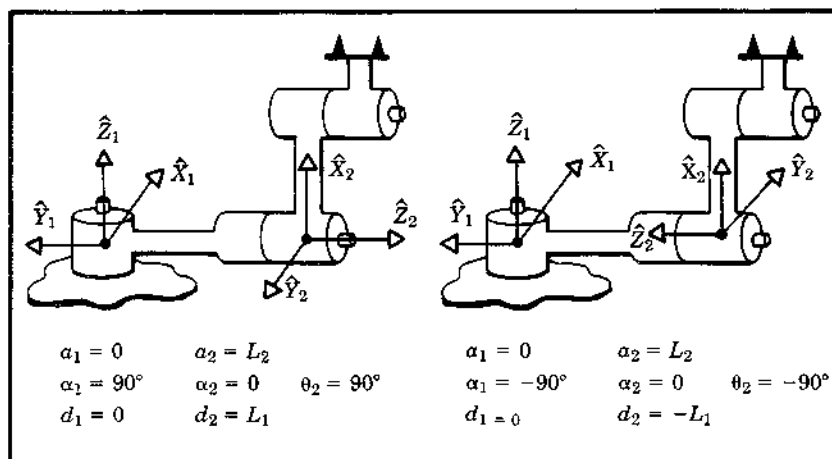 Ẑ₁
X̂₁
Ŷ₁
X̂₂
Ẑ₂
Ŷ₂
a₁ = 0 a₂ = L₂
α₁ = 90° α₂ = 0 θ₂ = 90°
d₁ = 0 d₂ = L₁
Ẑ₁
X̂₁
Ŷ₁
X̂₂
Ŷ₂
Ẑ₂
a₁ = 0 a₂ = L₂
α₁ = −90° α₂ = 0 θ₂ = −90°
d₁ = 0 d₂ = −L₁